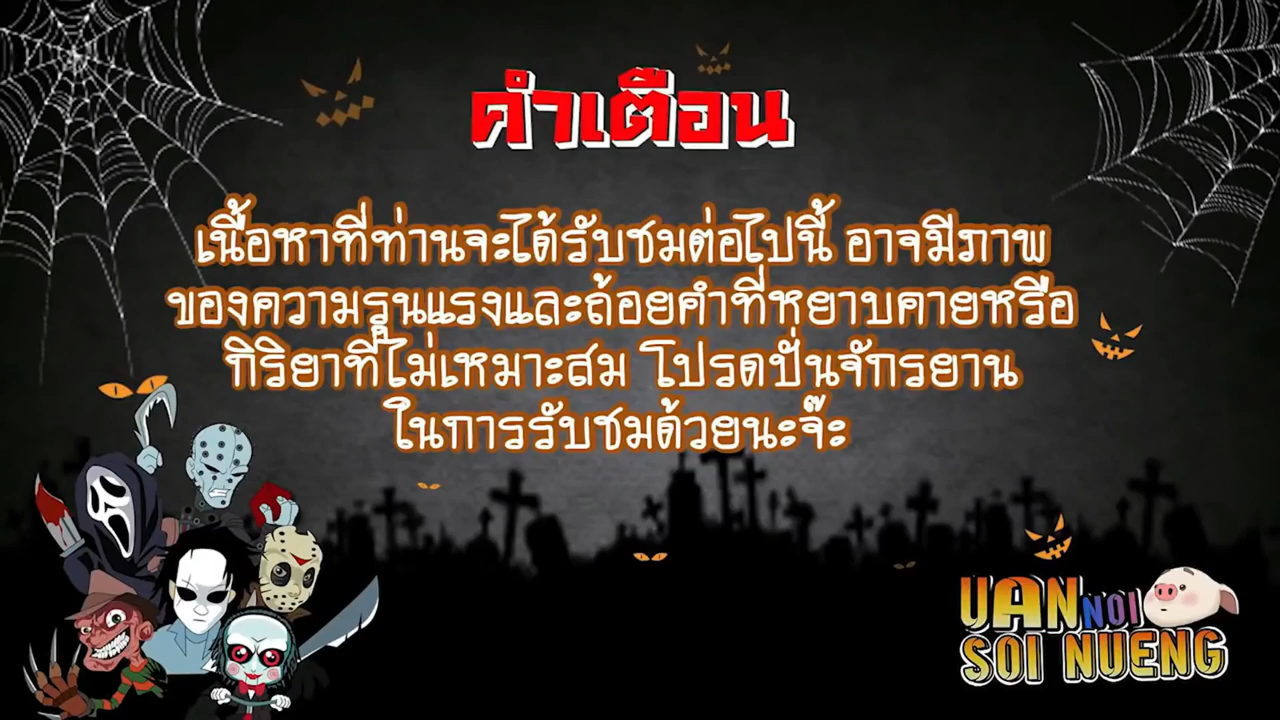 คำเตือน
เนื้อหาที่ท่านจะได้รับชมต่อไปนี้ อาจมีภาพ
ของความรุนแรงและถ้อยคำที่หยาบคายหรือ
กิริยาที่ไม่เหมาะสม โปรดปั่นจักรยาน
ในการรับชมด้วยนะจ๊ะ
UAN NOI
SOI NUENG